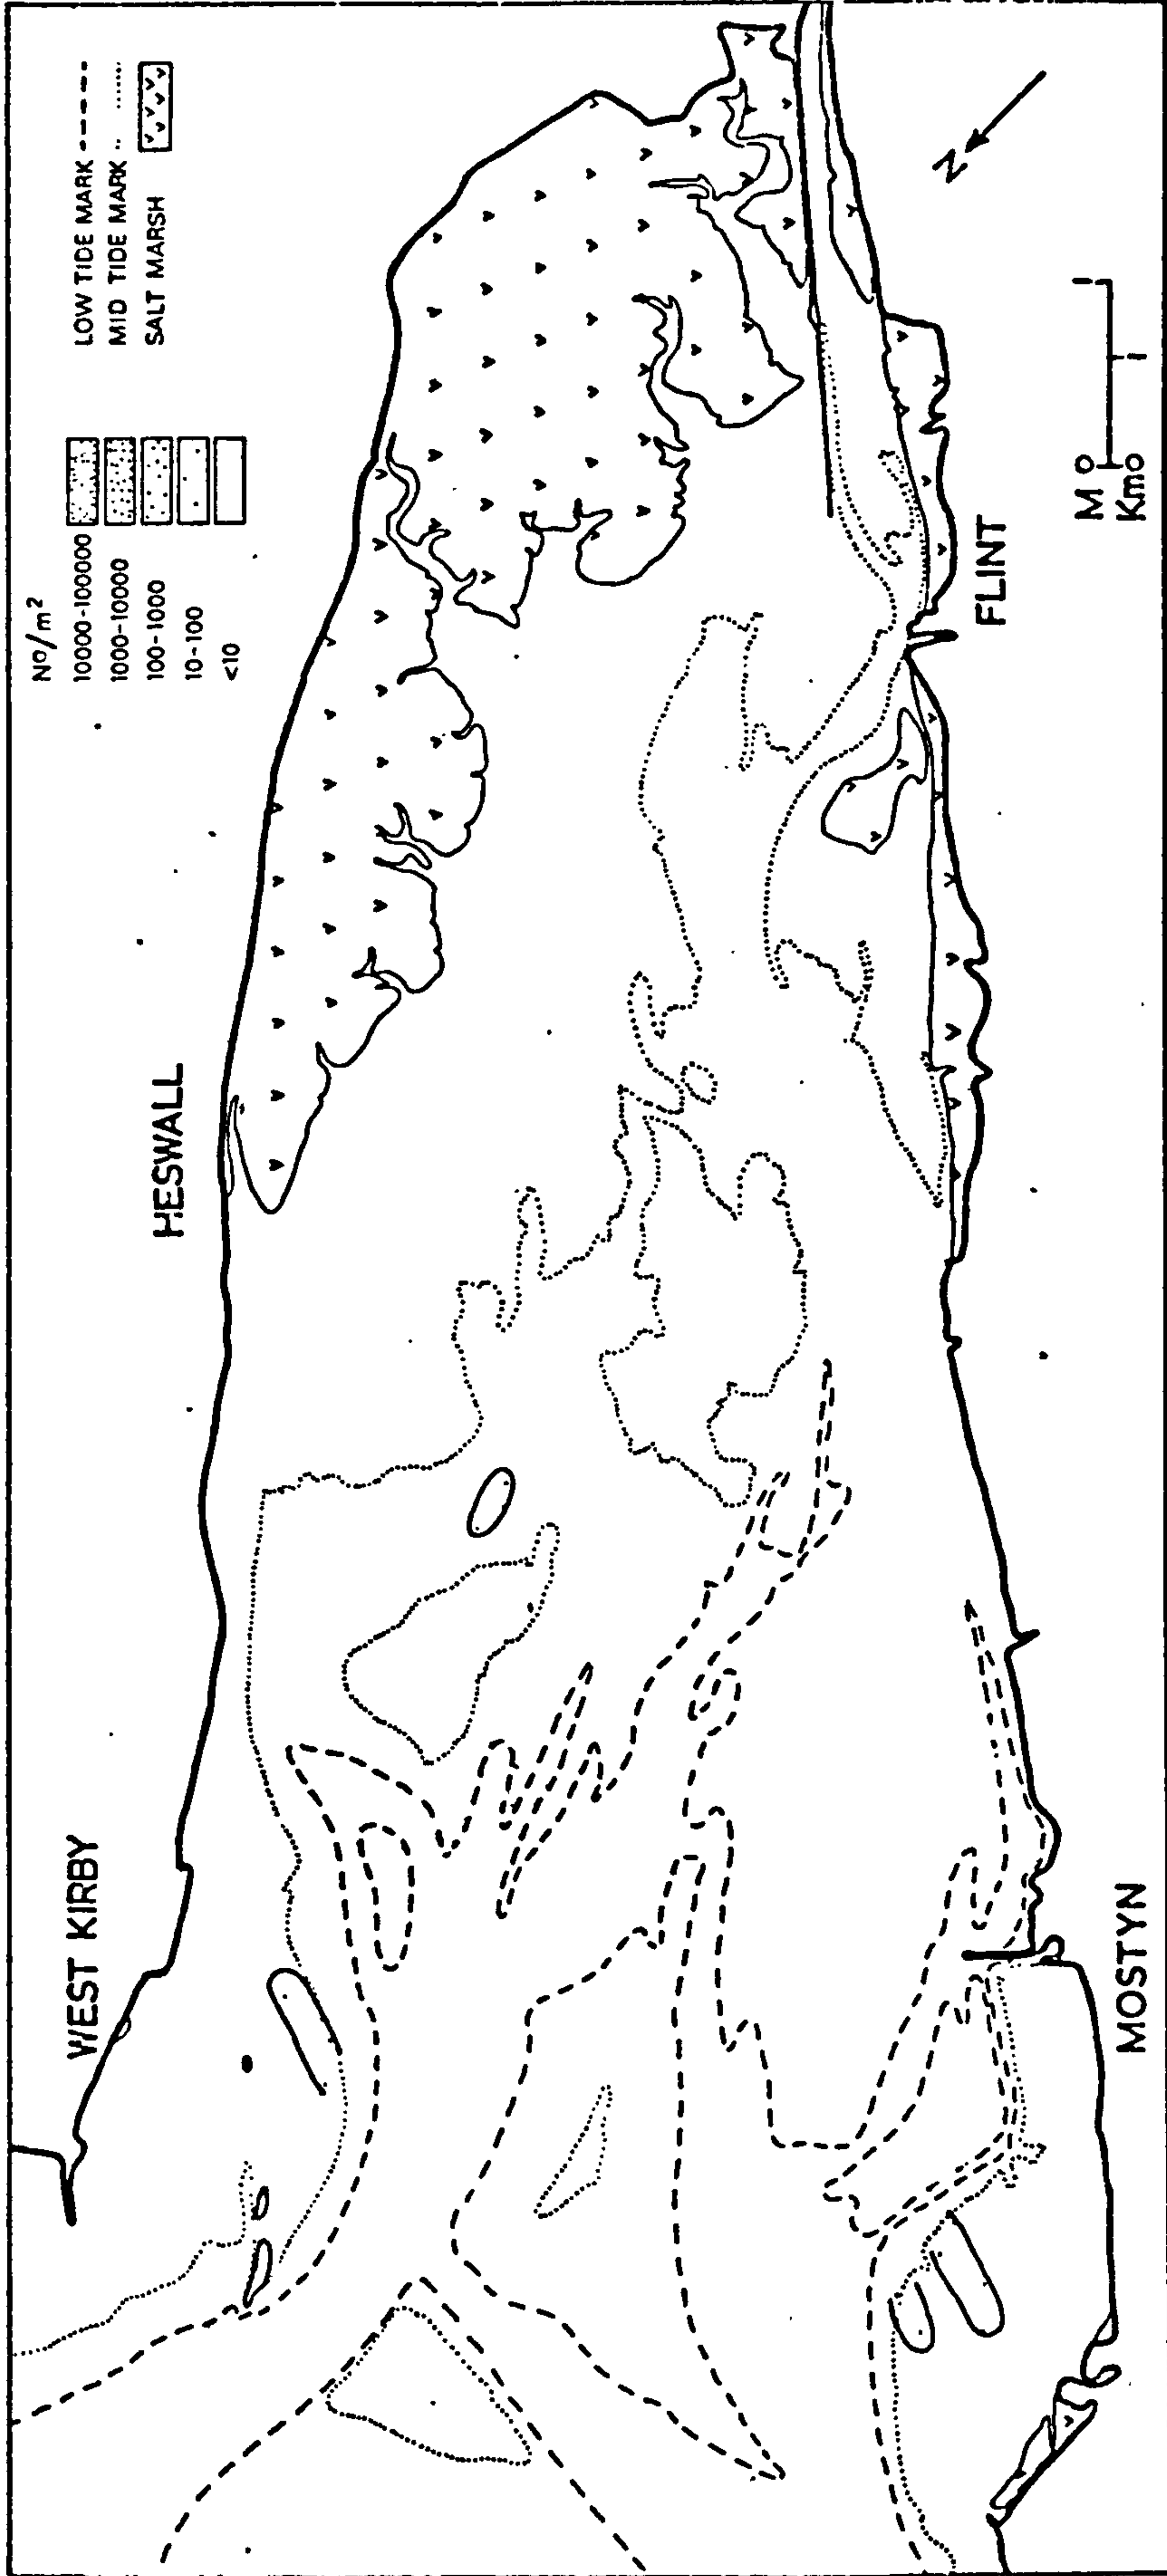 No/m²
10000-100000
1000-10000
100-1000
10-100
<10
LOW TIDE MARK
MID TIDE MARK
SALT MARSH
WEST KIRBY
HESWALL
N
MOSTYN
FLINT
M 0 1
Km 0 1